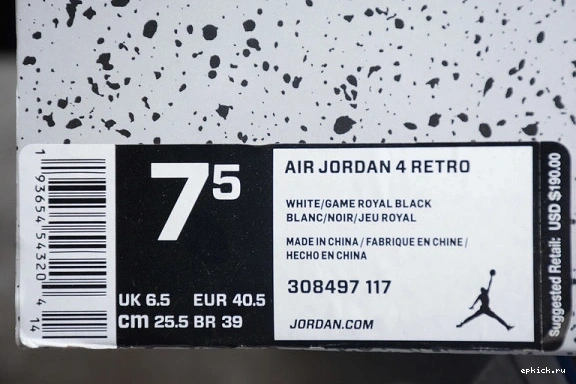 1 93654 54320 4 14
7 5
UK 6.5 EUR 40.5
cm 25.5 BR 39
AIR JORDAN 4 RETRO
WHITE/GAME ROYAL BLACK
BLANC/NOIR/JEU ROYAL
MADE IN CHINA / FABRIQUE EN CHINE /
HECHO EN CHINA
308497 117
JORDAN.COM
Suggested Retail: USD $190.00
epkick.ru